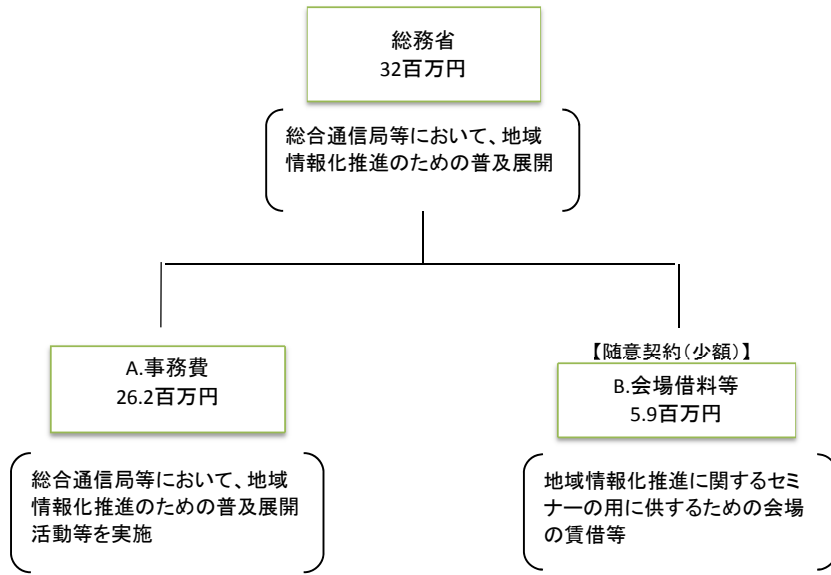 総務省
32百万円
総合通信局等において、地域
情報化推進のための普及展開
A.事務費
26.2百万円
総合通信局等において、地域
情報化推進のための普及展開
活動等を実施
【随意契約(少額)】
B.会場借料等
5.9百万円
地域情報化推進に関するセミ
ナーの用に供するための会場
の賃借等